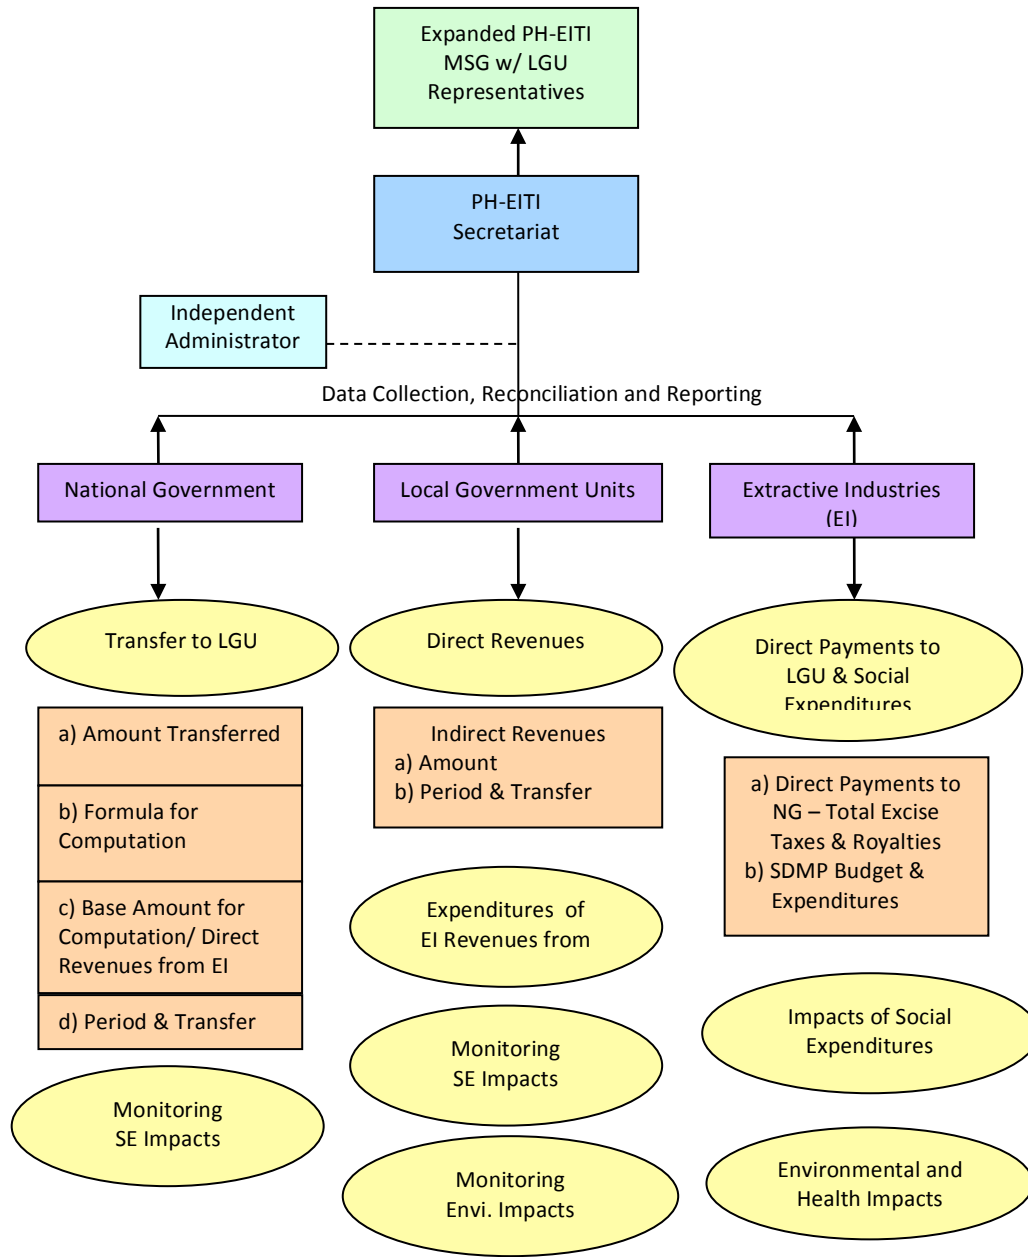 Expanded PH-EITI
MSG w/ LGU
Representatives
PH-EITI
Secretariat
Independent
Administrator
Data Collection, Reconciliation and Reporting
National Government
Local Government Units
Extractive Industries
(EI)
Transfer to LGU
Direct Revenues
Direct Payments to
LGU & Social
Expenditures
a) Amount Transferred
b) Formula for
Computation
c) Base Amount for
Computation/ Direct
Revenues from EI
d) Period & Transfer
Indirect Revenues
a) Amount
b) Period & Transfer
a) Direct Payments to
NG – Total Excise
Taxes & Royalties
b) SDMP Budget &
Expenditures
Expenditures of
EI Revenues from
Impacts of Social
Expenditures
Monitoring
SE Impacts
Monitoring
SE Impacts
Monitoring
Envi. Impacts
Environmental and
Health Impacts